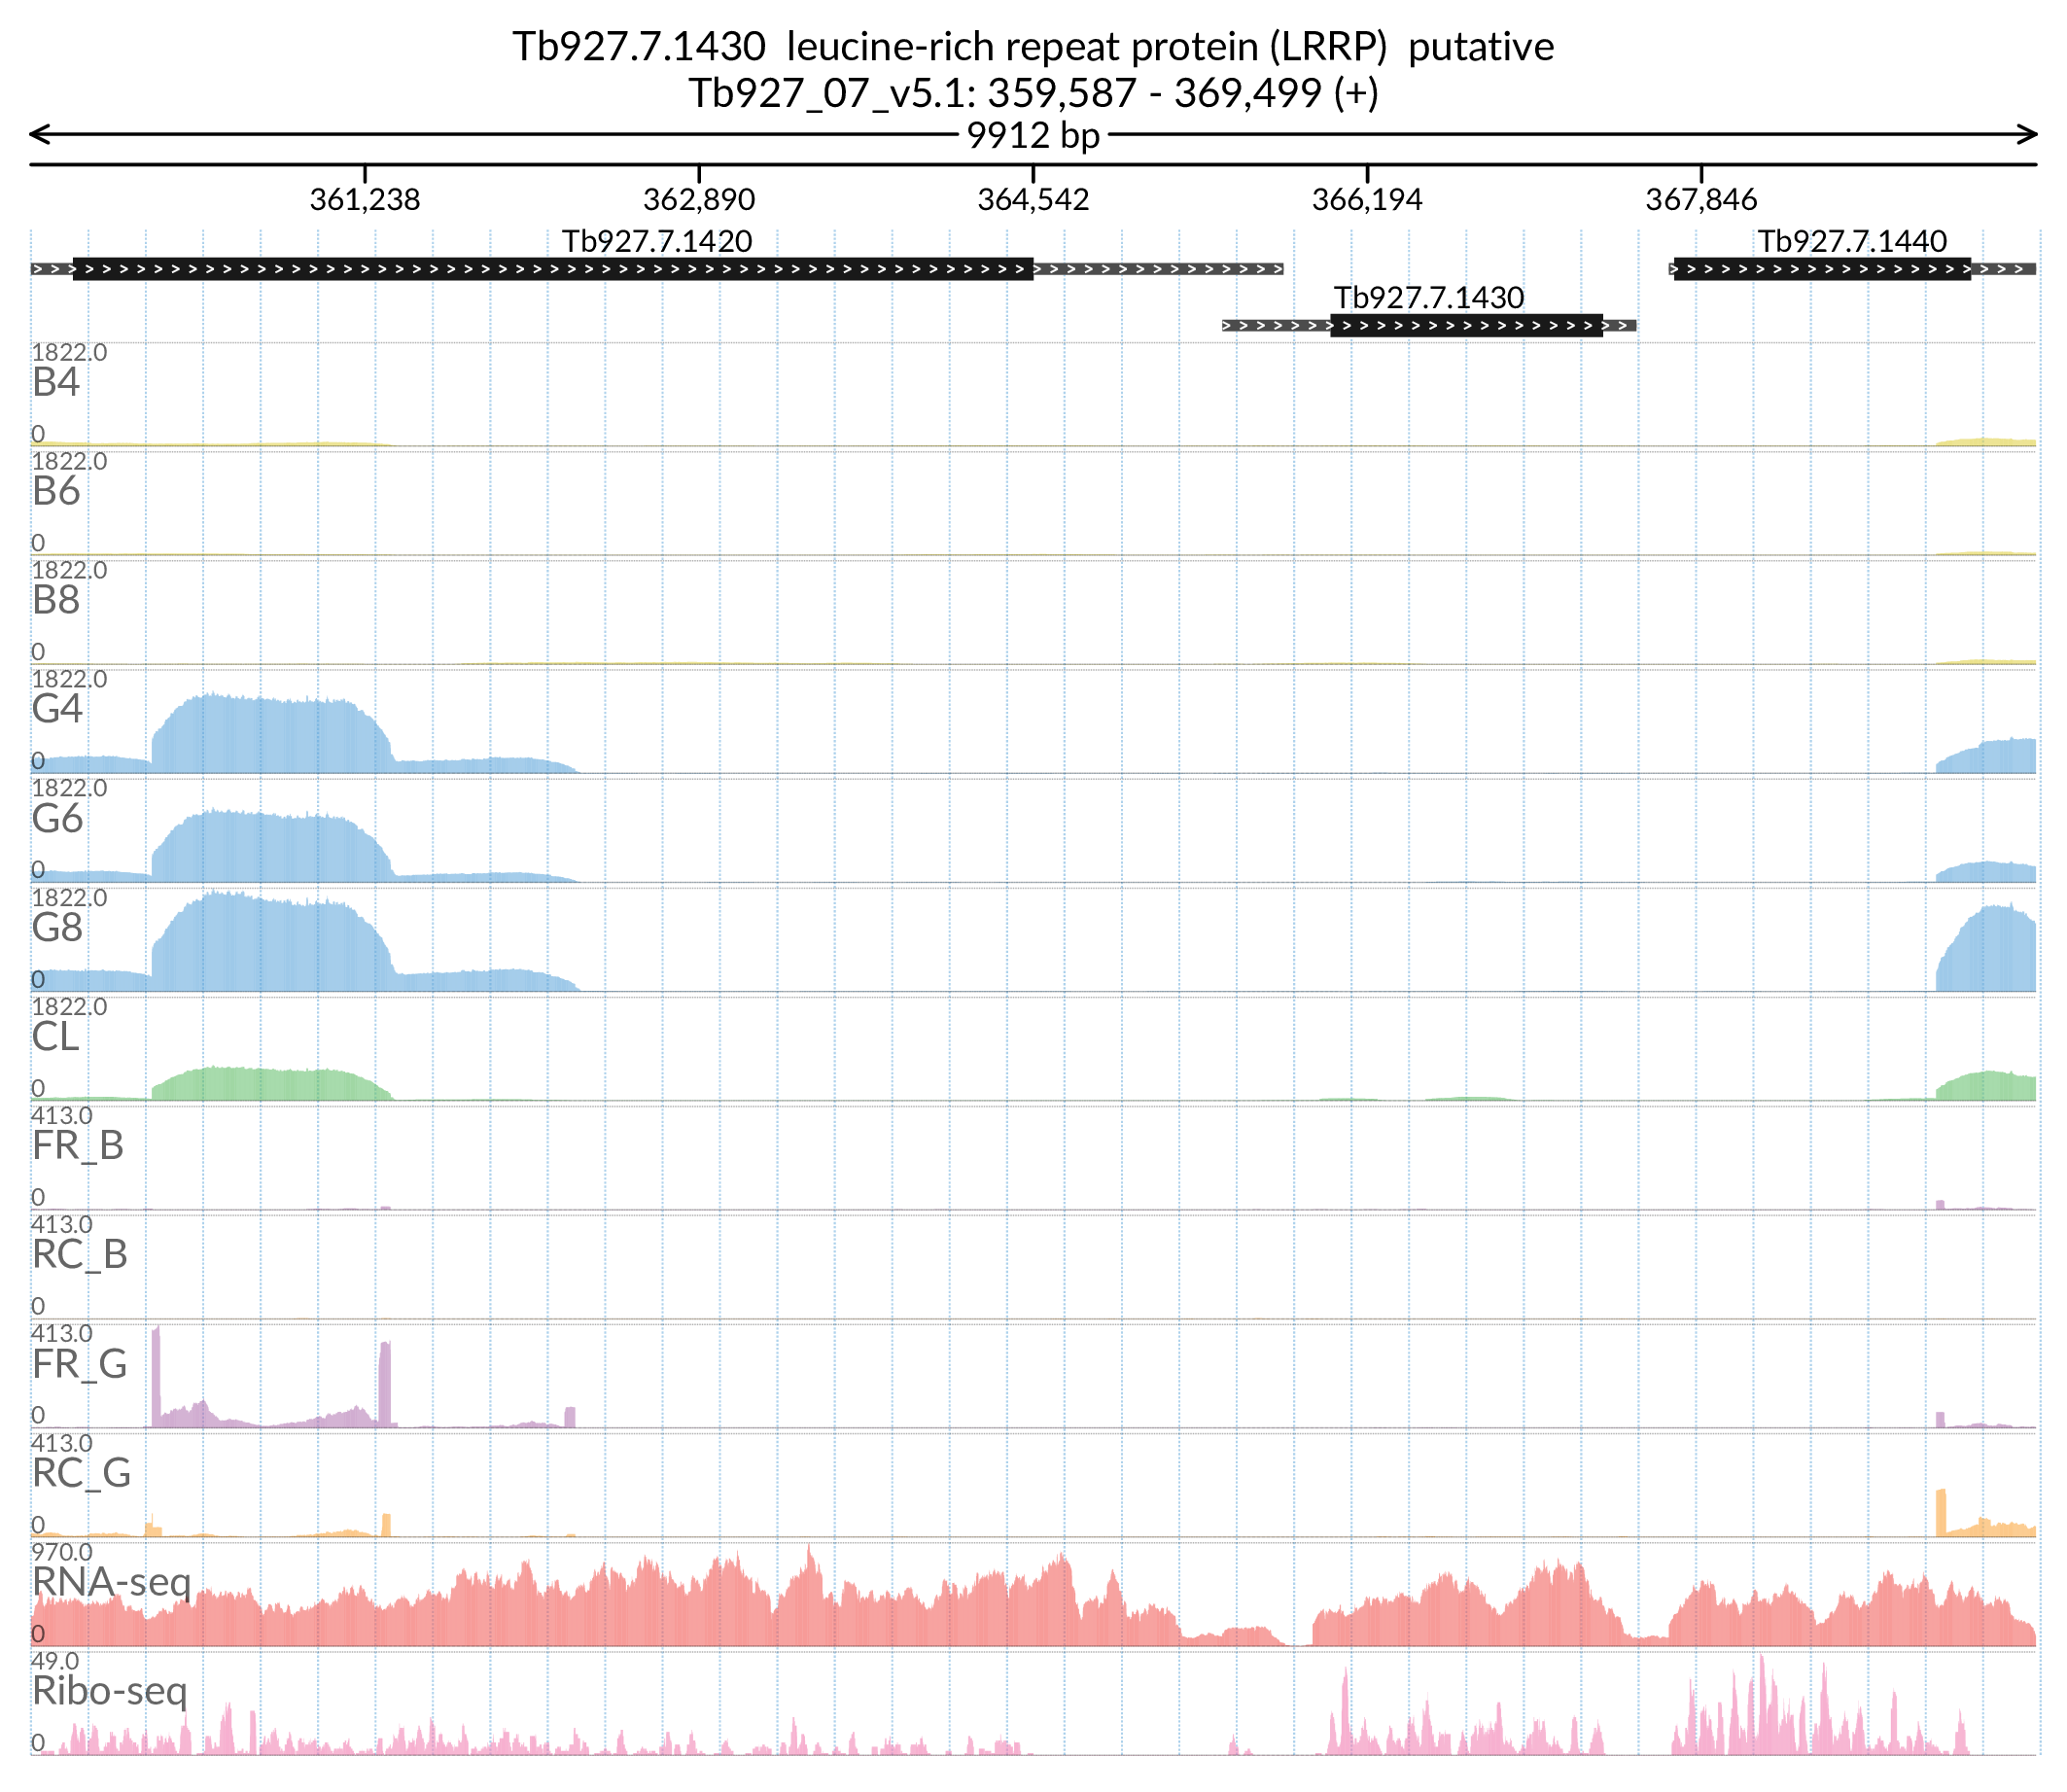 Tb927.7.1430 leucine-rich repeat protein (LRRP) putative
Tb927_07_v5.1: 359,587 - 369,499 (+)
9912 bp
361,238 362,890 364,542 366,194 367,846
Tb927.7.1420 Tb927.7.1440
Tb927.7.1430
1822.0
B4
0
1822.0
B6
0
1822.0
B8
0
1822.0
G4
0
1822.0
G6
0
1822.0
G8
0
1822.0
CL
0
413.0
FR_B
0
413.0
RC_B
0
413.0
FR_G
0
413.0
RC_G
0
970.0
RNA-seq
0
49.0
Ribo-seq
0